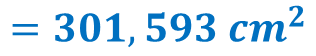 = 301,593 cm²